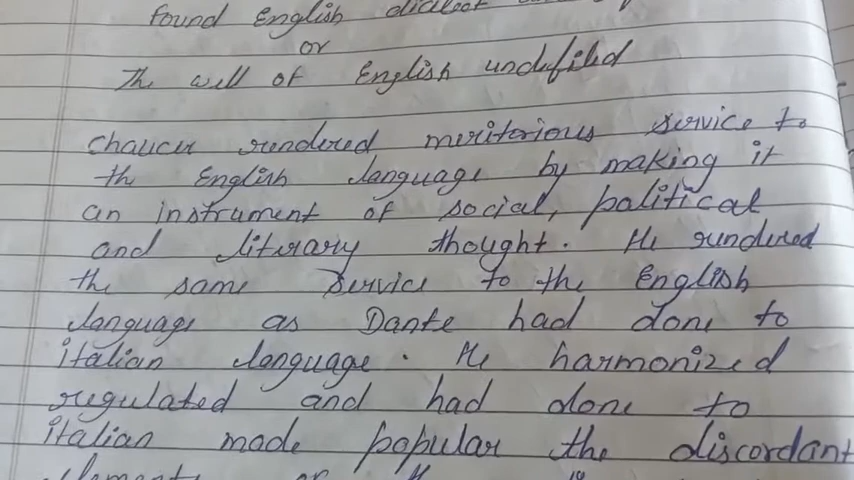 found English dialect
or
The well of English undefiled
Chaucer rendered meritorious service to
the English language by making it
an instrument of social, political
and literary thought. He rendered
the same service to the English
language as Dante had done to
italian language. He harmonized
regulated and had done to
italian made popular the discordant
elements